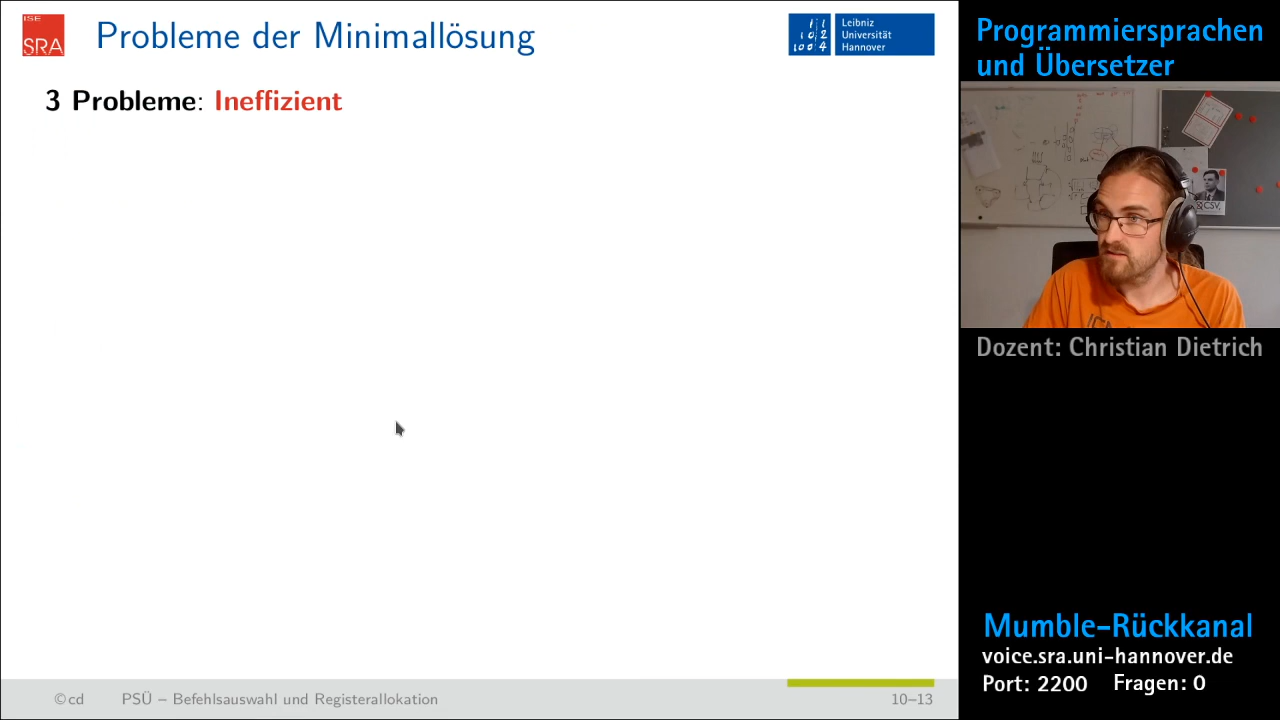 ISE
SRA
Probleme der Minimallösung
Leibniz
Universität
Hannover
3 Probleme: Ineffizient
©cd
PSÜ – Befehlsauswahl und Registerallokation
10–13
Programmiersprachen
und Übersetzer
&CSV,
Dozent: Christian Dietrich
Mumble-Rückkanal
voice.sra.uni-hannover.de
Port: 2200 Fragen: 0